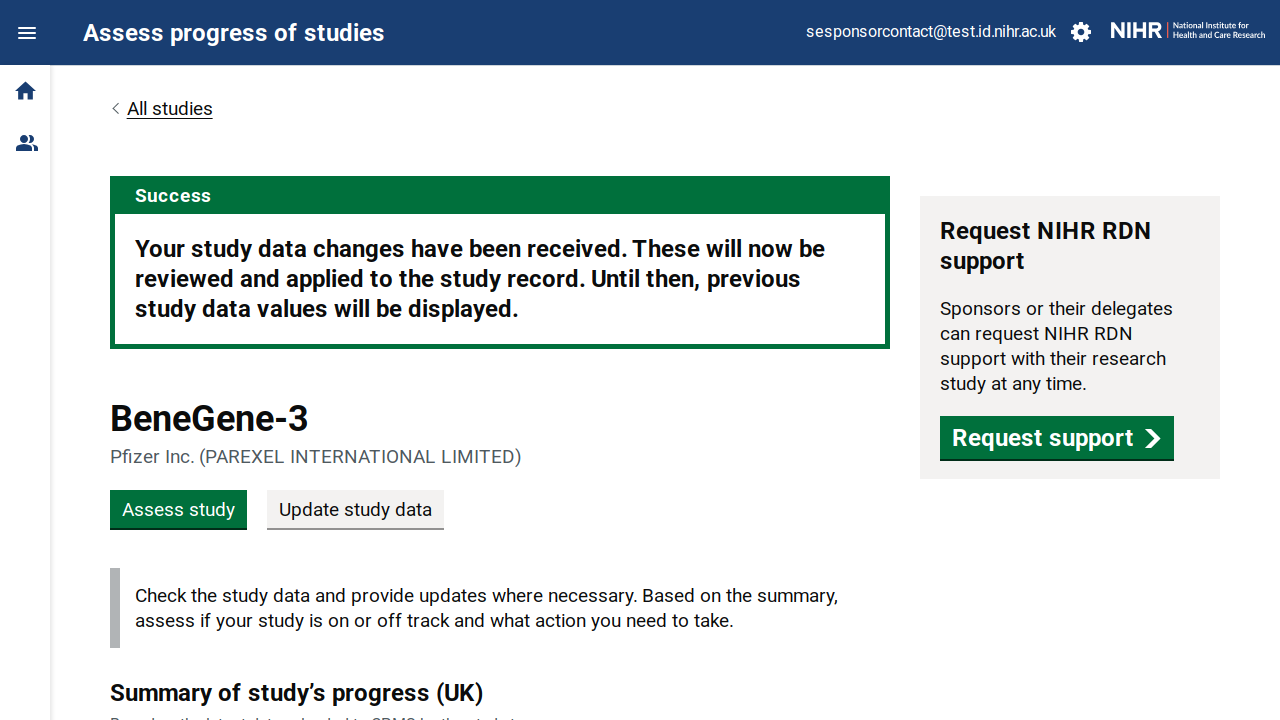 Assess progress of studies
sesponsorcontact@test.id.nihr.ac.uk
NIHR | National Institute for
Health and Care Research
All studies
Success
Your study data changes have been received. These will now be
reviewed and applied to the study record. Until then, previous
study data values will be displayed.
Request NIHR RDN
support
Sponsors or their delegates
can request NIHR RDN
support with their research
study at any time.
Request support
BeneGene-3
Pfizer Inc. (PAREXEL INTERNATIONAL LIMITED)
Assess study
Update study data
Check the study data and provide updates where necessary. Based on the summary,
assess if your study is on or off track and what action you need to take.
Summary of study’s progress (UK)